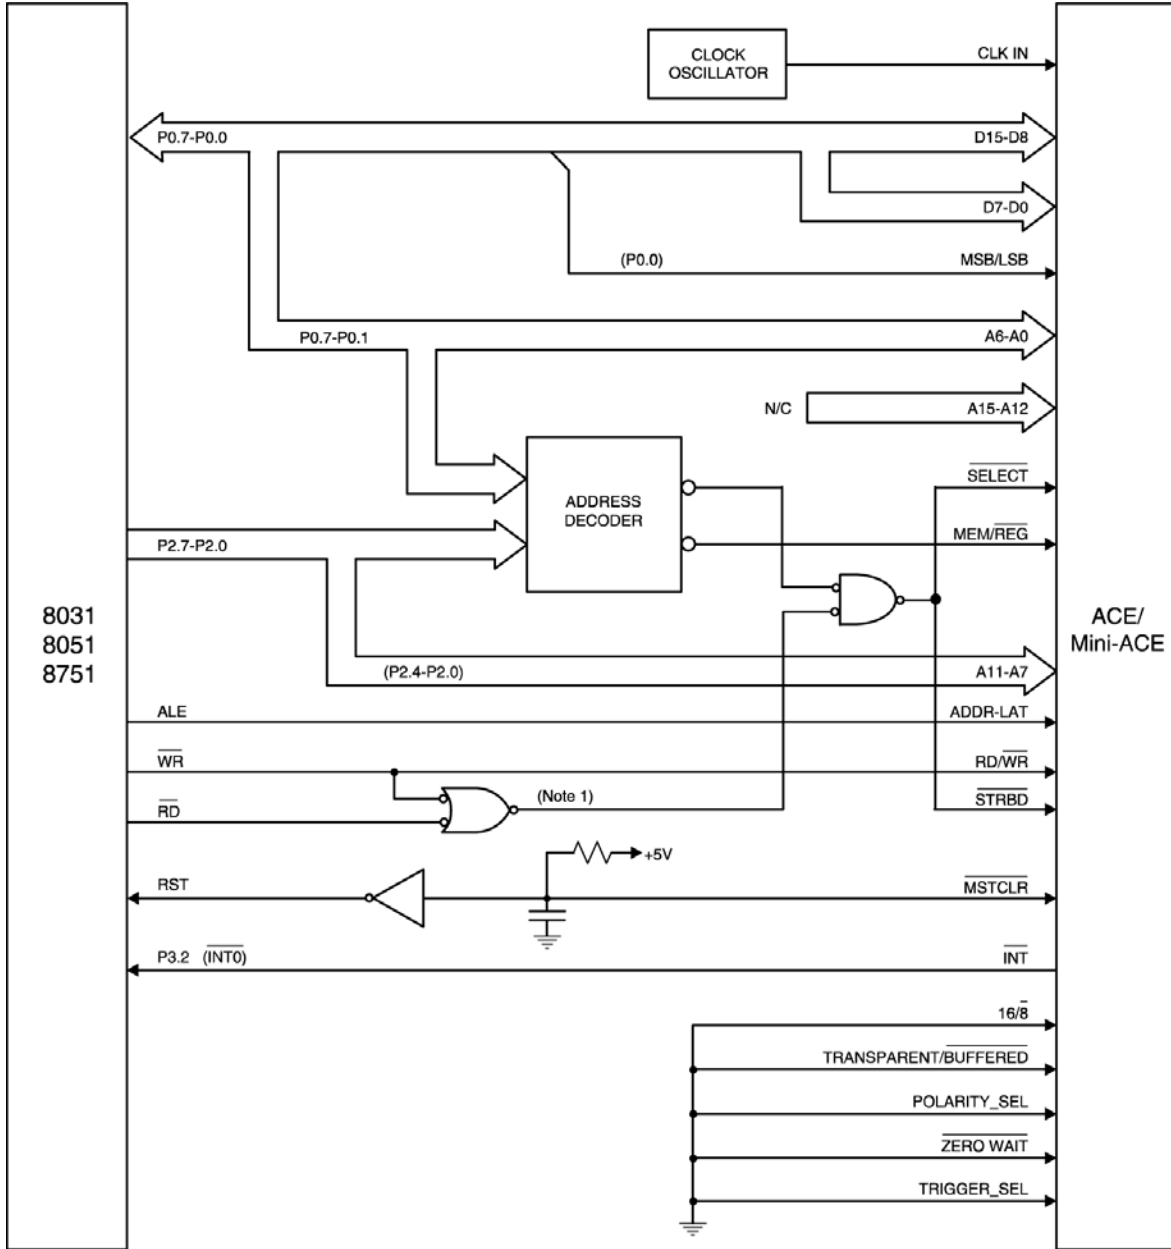 CLOCK
OSCILLATOR
CLK IN
P0.7-P0.0
D15-D8
D7-D0
(P0.0)
MSB/LSB
P0.7-P0.1
A6-A0
N/C
A15-A12
ADDRESS
DECODER
SELECT
MEM/REG
P2.7-P2.0
8031
8051
8751
ACE/
Mini-ACE
(P2.4-P2.0)
A11-A7
ALE
ADDR-LAT
WR
RD/WR
(Note 1)
RD
STRBD
+5V
RST
MSTCLR
P3.2 (INT0)
INT
16/8
TRANSPARENT/BUFFERED
POLARITY_SEL
ZERO WAIT
TRIGGER_SEL